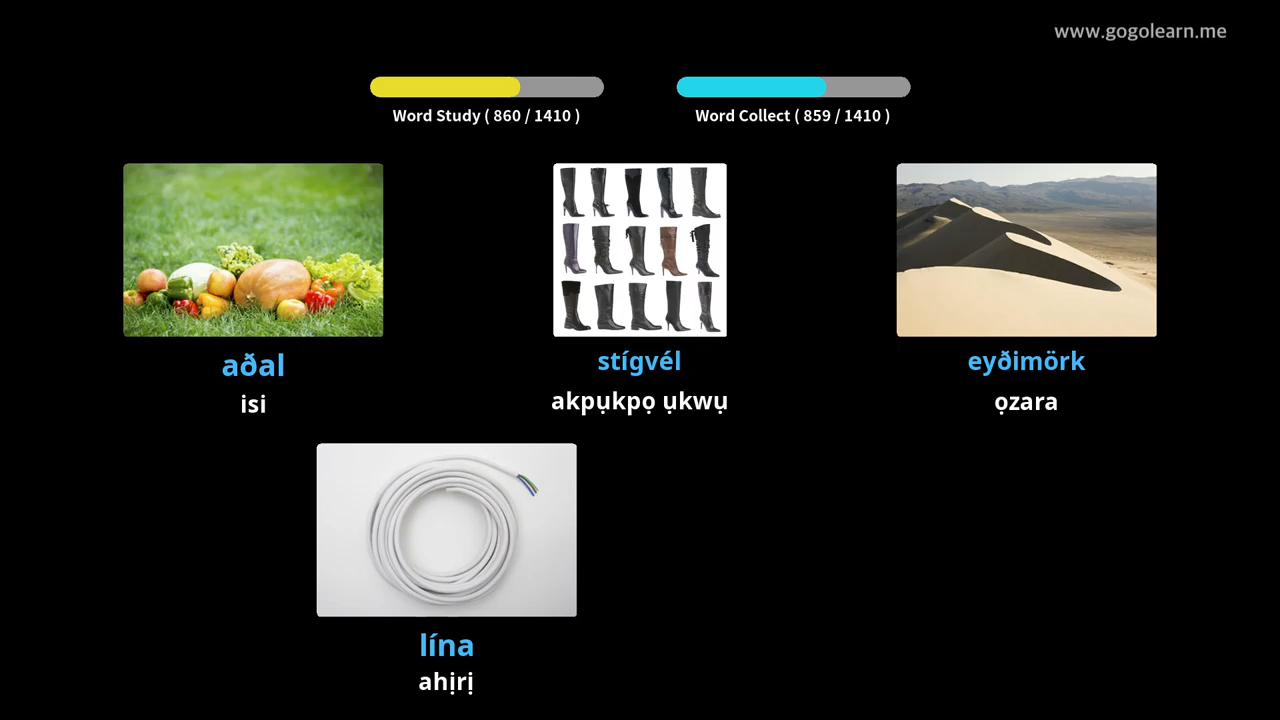 www.gogolearn.me
Word Study ( 860 / 1410 )
Word Collect ( 859 / 1410 )
aðal
isi
stígvél
akpụkpọ ụkwụ
eyðimörk
ọzara
lína
ahịrị